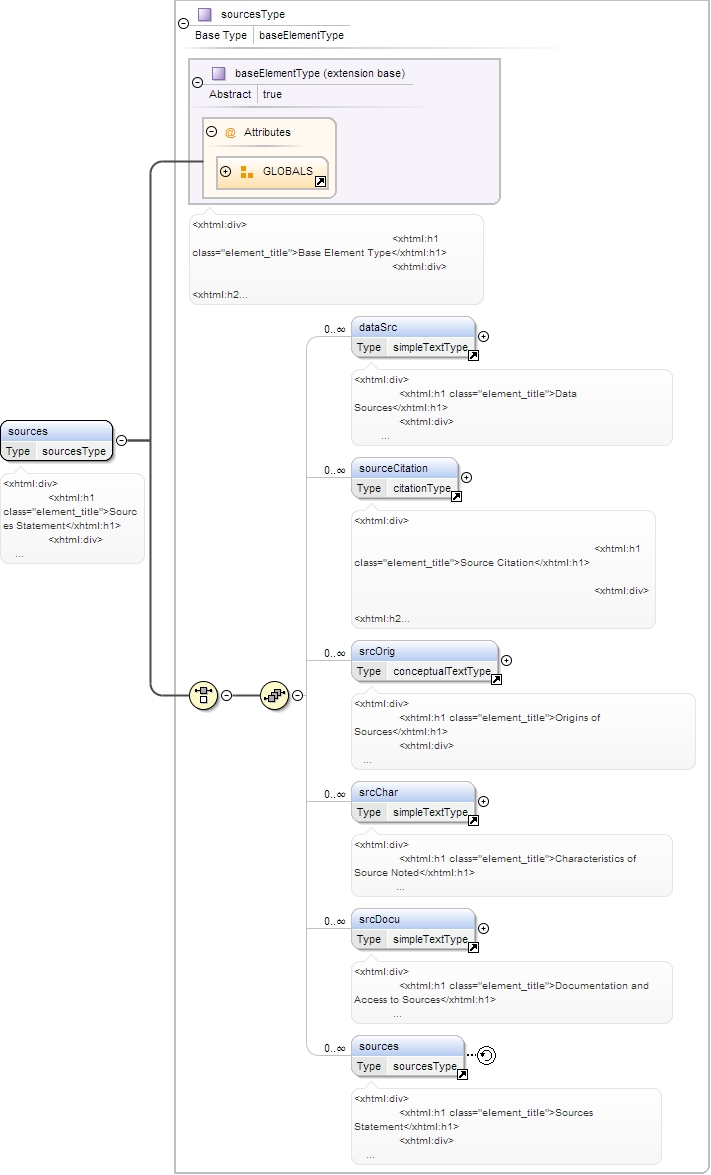 sourcesType
Base Type baseElementType
baseElementType (extension base)
Abstract true
@ Attributes
GLOBALS
<xhtml:div>
<xhtml:h1
class="element_title">Base Element Type</xhtml:h1>
<xhtml:div>
<xhtml:h2...
0..∞
dataSrc
Type simpleTextType
<xhtml:div>
<xhtml:h1 class="element_title">Data
Sources</xhtml:h1>
<xhtml:div>
...
sources
Type sourcesType
<xhtml:div>
<xhtml:h1
class="element_title">Sourc
es Statement</xhtml:h1>
<xhtml:div>
...
0..∞
sourceCitation
Type citationType
<xhtml:div>
<xhtml:h1
class="element_title">Source Citation</xhtml:h1>
<xhtml:div>
<xhtml:h2...
0..∞
srcOrig
Type conceptualTextType
<xhtml:div>
<xhtml:h1 class="element_title">Origins of
Sources</xhtml:h1>
<xhtml:div>
...
0..∞
srcChar
Type simpleTextType
<xhtml:div>
<xhtml:h1 class="element_title">Characteristics of
Source Noted</xhtml:h1>
...
0..∞
srcDocu
Type simpleTextType
<xhtml:div>
<xhtml:h1 class="element_title">Documentation and
Access to Sources</xhtml:h1>
...
0..∞
sources
Type sourcesType
<xhtml:div>
<xhtml:h1 class="element_title">Sources
Statement</xhtml:h1>
<xhtml:div>
...